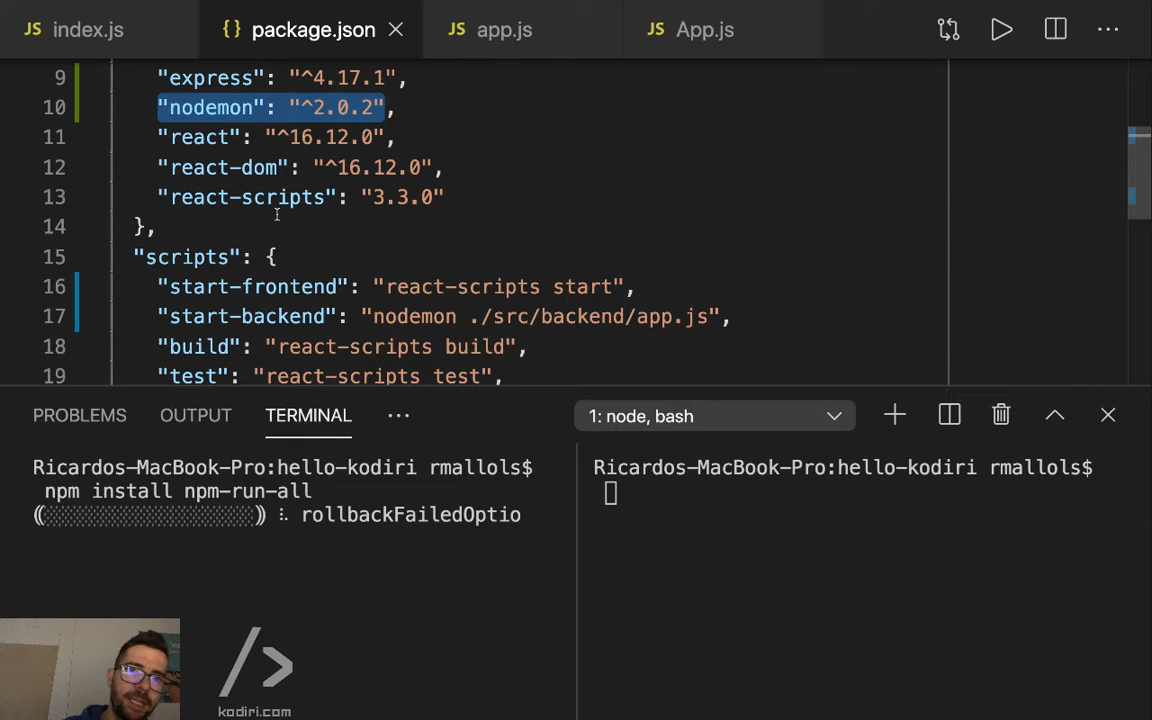 JS index.js {} package.json JS app.js JS App.js
9 "express": "^4.17.1",
10 "nodemon": "^2.0.2",
11 "react": "^16.12.0",
12 "react-dom": "^16.12.0",
13 "react-scripts": "3.3.0"
14 },
15 "scripts": {
16 "start-frontend": "react-scripts start",
17 "start-backend": "nodemon ./src/backend/app.js",
18 "build": "react-scripts build",
19 "test": "react-scripts test",
PROBLEMS OUTPUT TERMINAL 1: node, bash
Ricardos-MacBook-Pro:hello-kodiri rmallols$
npm install npm-run-all
rollbackFailedOptio
Ricardos-MacBook-Pro:hello-kodiri rmallols$
kodiri.com